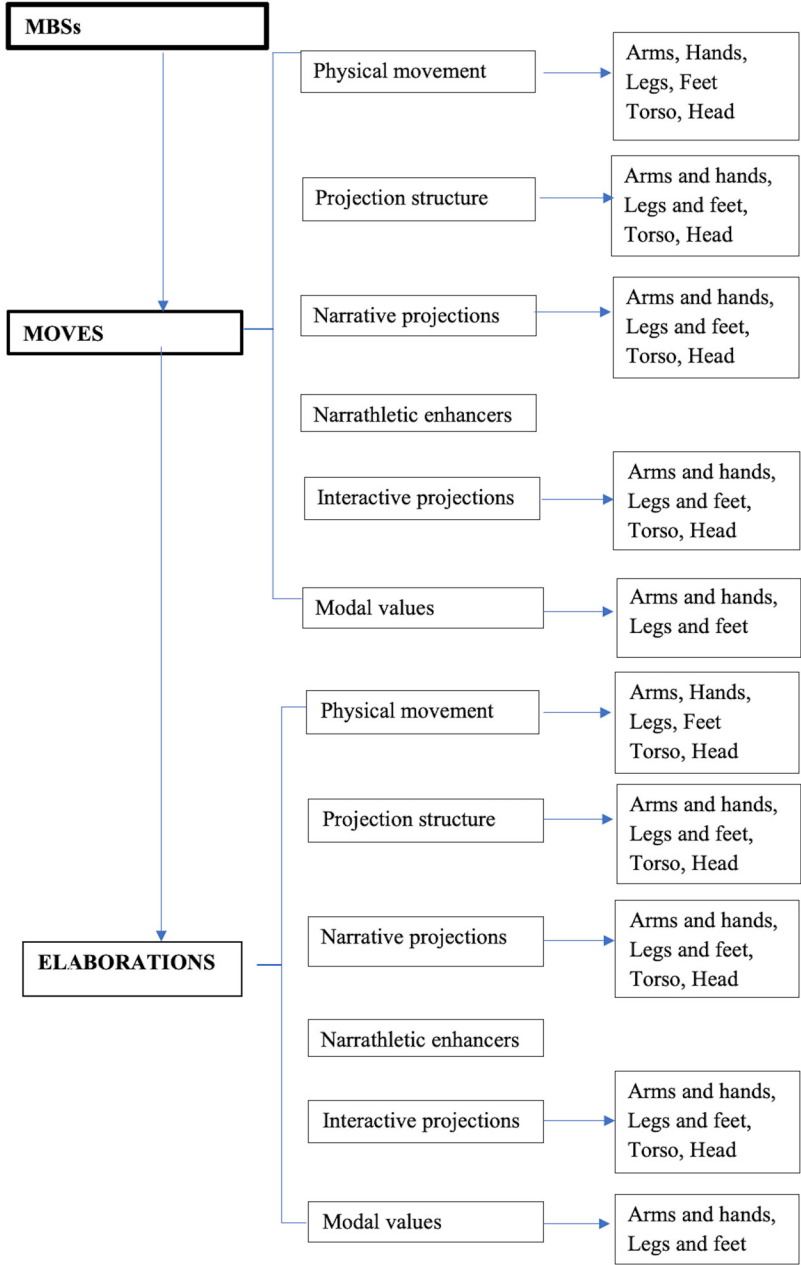 MBSs
Physical movement
Arms, Hands,
Legs, Feet
Torso, Head
Projection structure
Arms and hands,
Legs and feet,
Torso, Head
MOVES
Narrative projections
Arms and hands,
Legs and feet,
Torso, Head
Narrathletic enhancers
Interactive projections
Arms and hands,
Legs and feet,
Torso, Head
Modal values
Arms and hands,
Legs and feet
Physical movement
Arms, Hands,
Legs, Feet
Torso, Head
Projection structure
Arms and hands,
Legs and feet,
Torso, Head
ELABORATIONS
Narrative projections
Arms and hands,
Legs and feet,
Torso, Head
Narrathletic enhancers
Interactive projections
Arms and hands,
Legs and feet,
Torso, Head
Modal values
Arms and hands,
Legs and feet